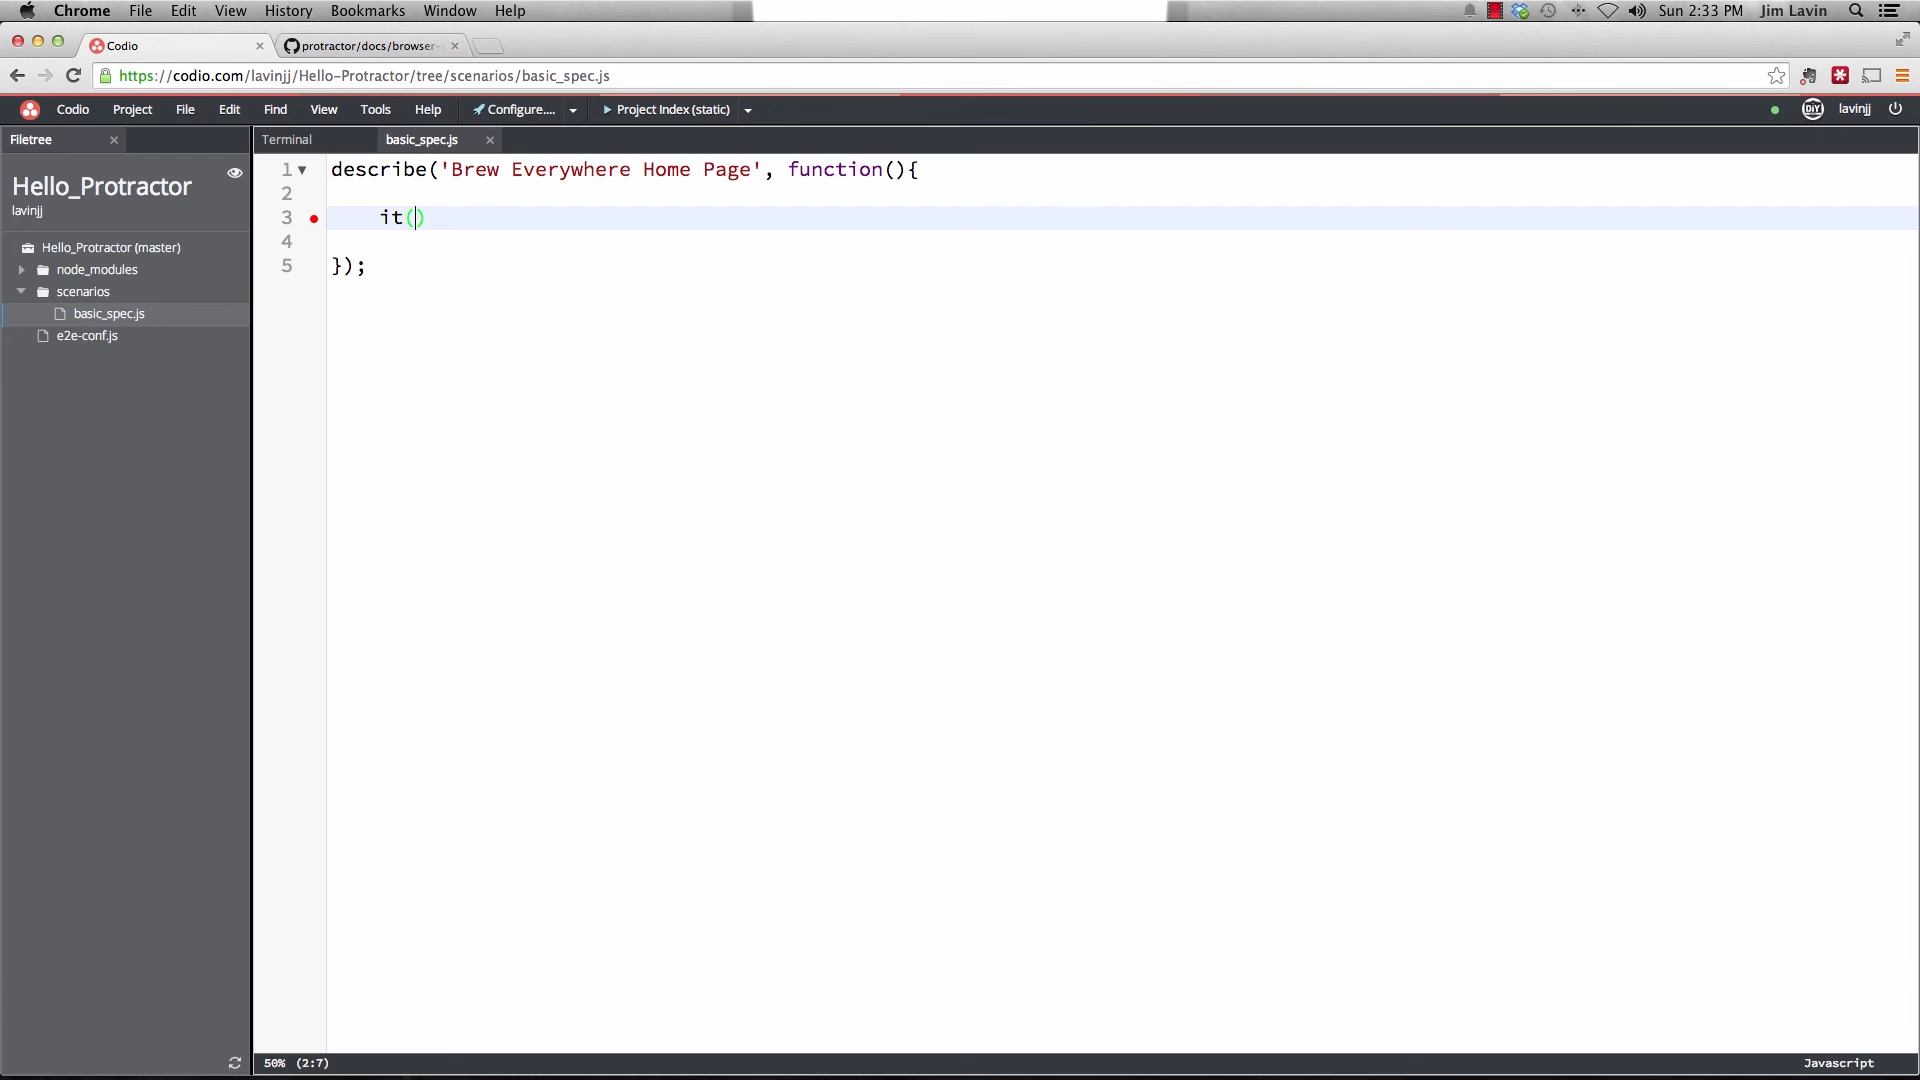 Chrome File Edit View History Bookmarks Window Help Sun 2:33 PM Jim Lavin
Codio protractor/docs/browser-
https://codio.com/lavinjj/Hello-Protractor/tree/scenarios/basic_spec.js
Codio Project File Edit Find View Tools Help Configure.... Project Index (static) DiY lavinjj
Filetree Terminal basic_spec.js
Hello_Protractor
lavinjj
Hello_Protractor (master)
node_modules
scenarios
basic_spec.js
e2e-conf.js
1 describe('Brew Everywhere Home Page', function(){
2
3 it()
4
5 });
50% (2:7) Javascript